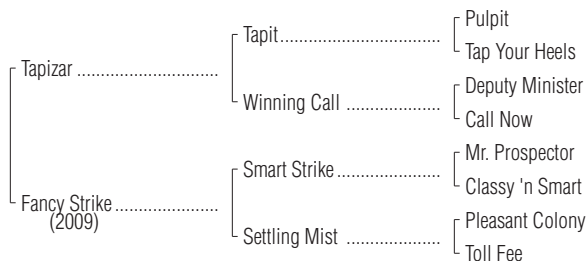 Pulpit
Tapit
Tap Your Heels
Tapizar
Deputy Minister
Winning Call
Call Now
Mr. Prospector
Smart Strike
Classy 'n Smart
Fancy Strike
(2009)
Pleasant Colony
Settling Mist
Toll Fee